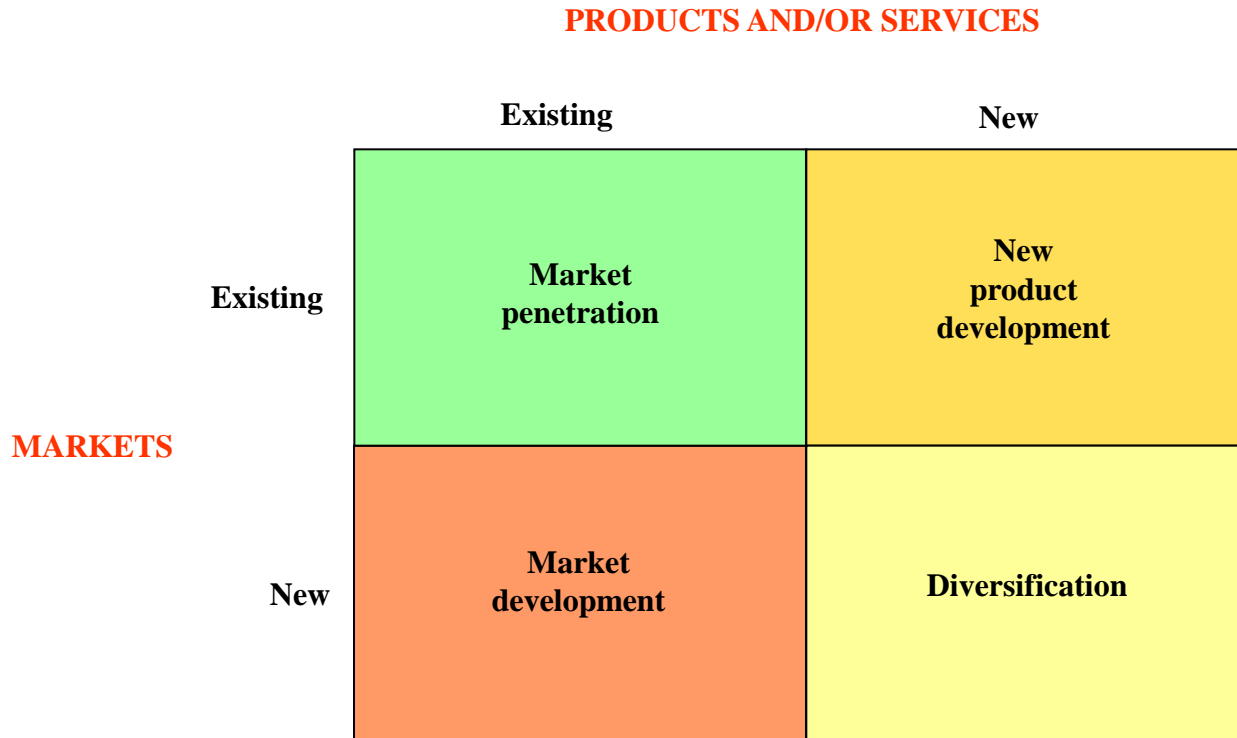 PRODUCTS AND/OR SERVICES
Existing
New
Existing
Market
penetration
New
product
development
MARKETS
New
Market
development
Diversification